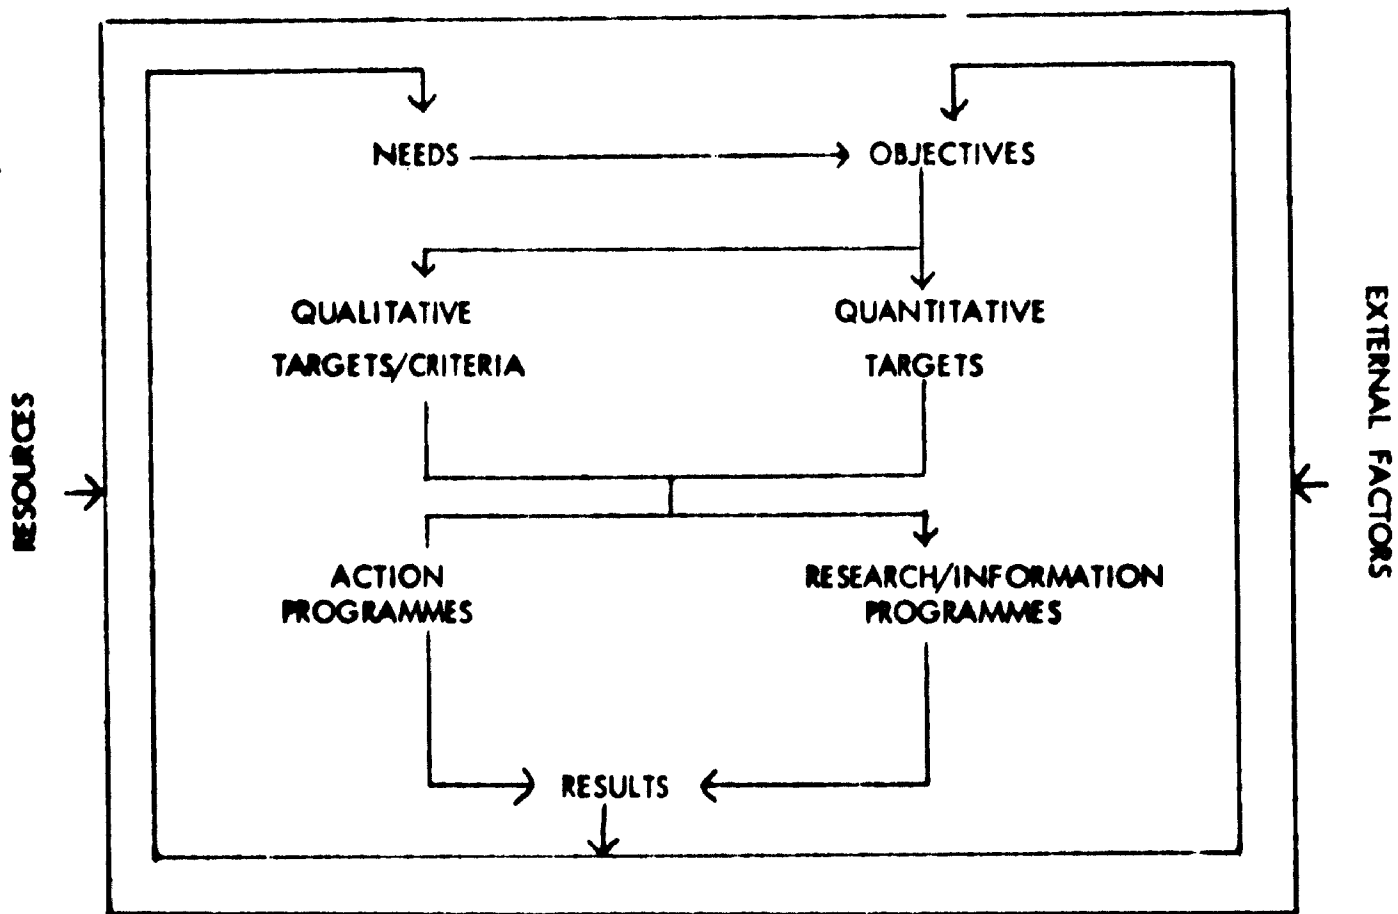 NEEDS
OBJECTIVES
QUALITATIVE
TARGETS/CRITERIA
QUANTITATIVE
TARGETS
RESOURCES
EXTERNAL FACTORS
ACTION
PROGRAMMES
RESEARCH/INFORMATION
PROGRAMMES
RESULTS